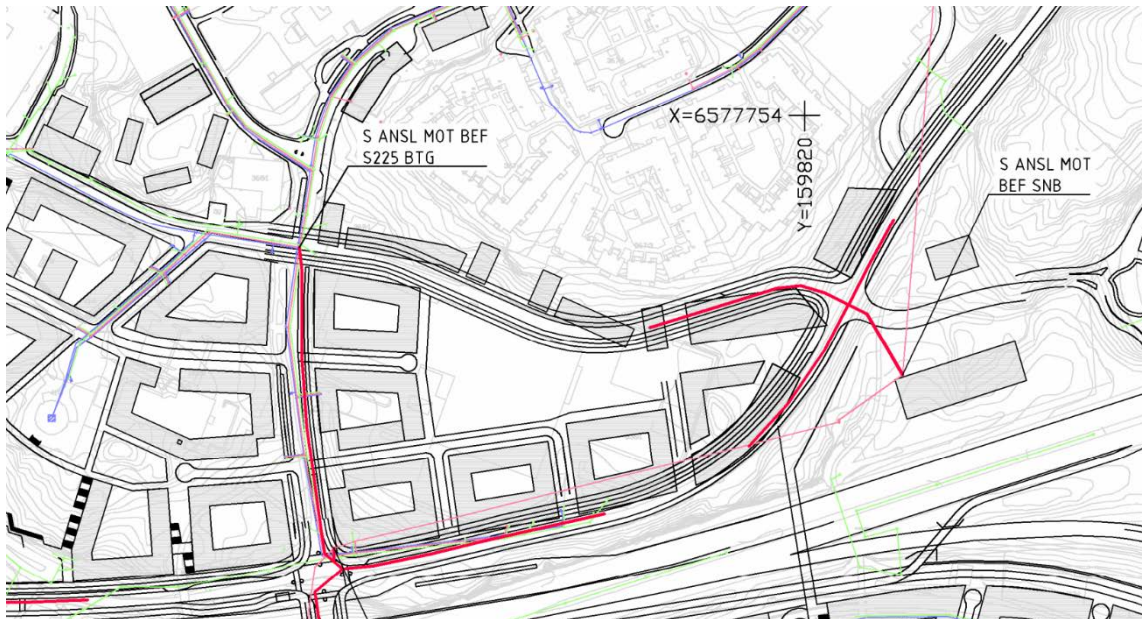 X=6577754
Y=159820
S ANSL MOT BEF
S225 BTG
S ANSL MOT
BEF SNB